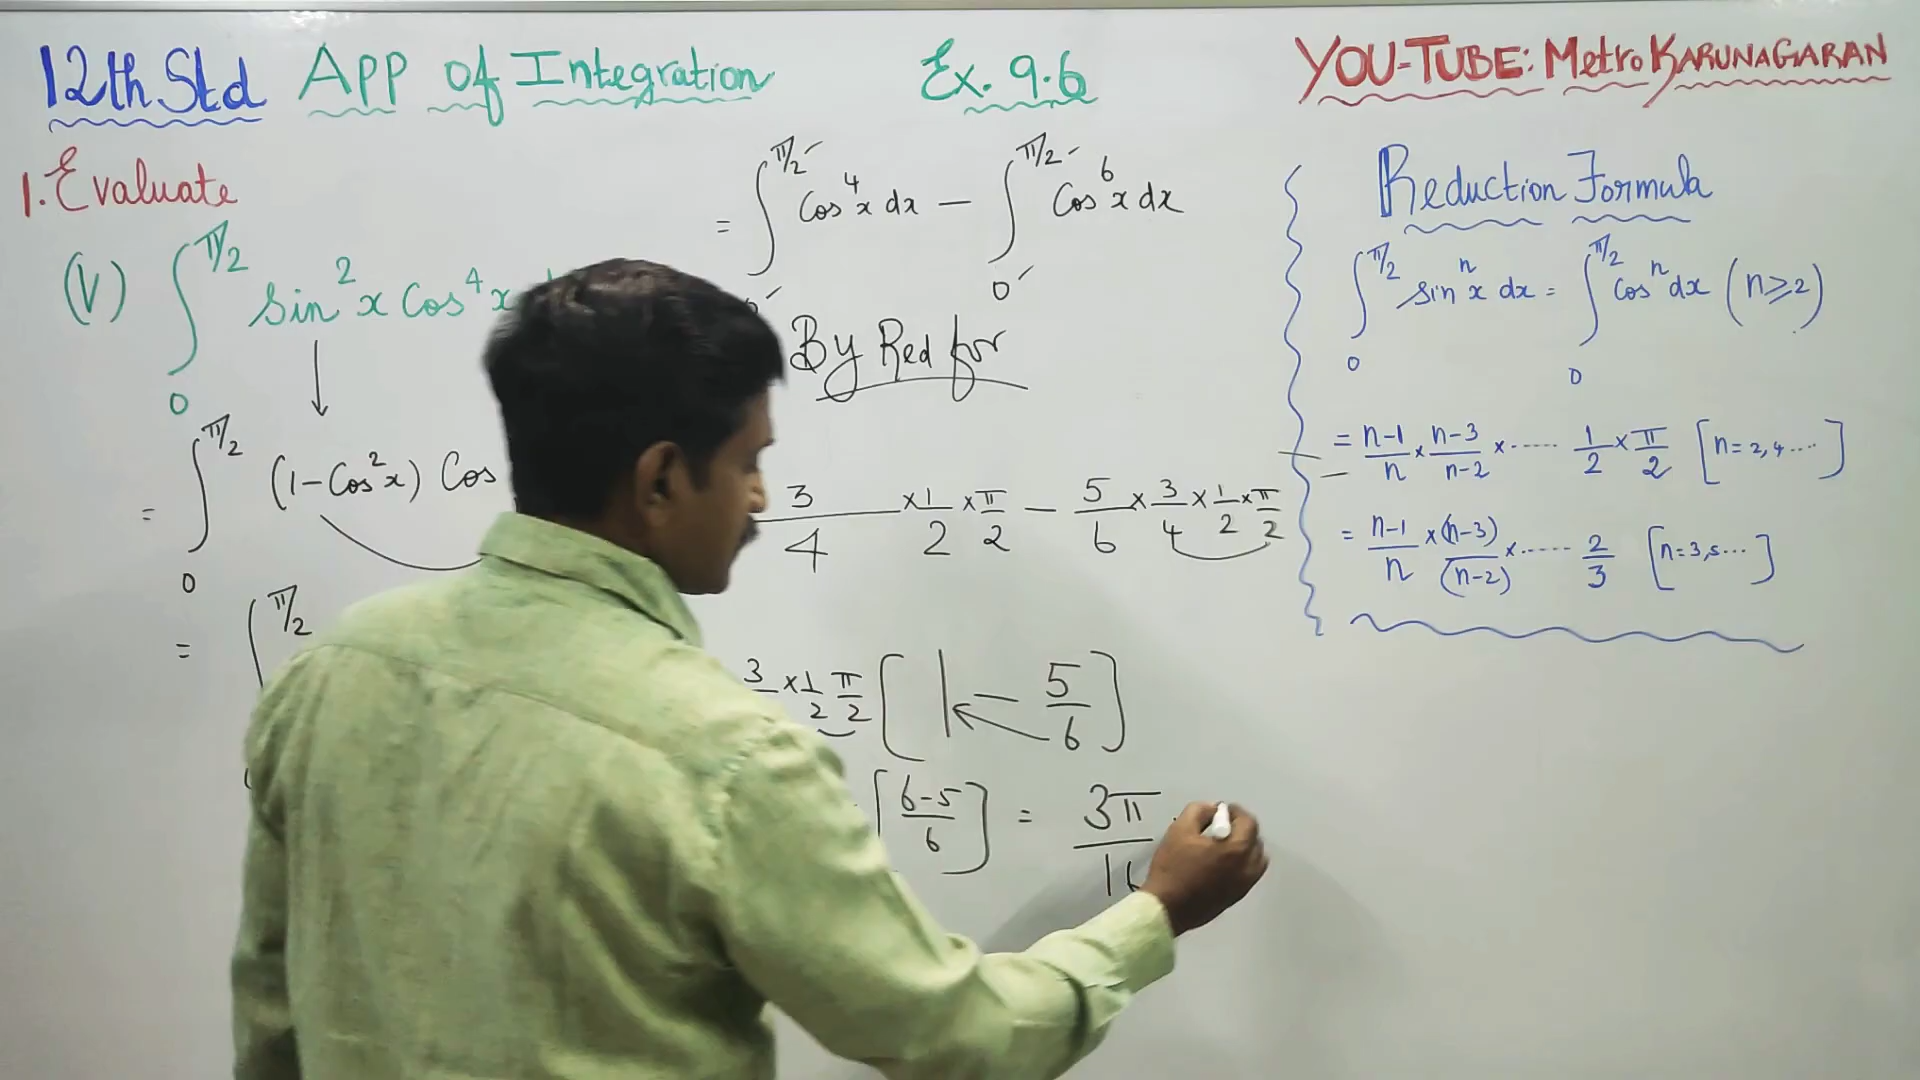 12th Std App of Integration Ex. 9.6 YOU-TUBE: Metro KARUNAGARAN
1. Evaluate
(V) ∫₀^{π/2} sin²x Cos⁴x
= ∫₀^{π/2} (1-Cos²x) Cos
= ∫ π/2
= ∫₀^{π/2} Cos⁴x dx — ∫₀^{π/2} Cos⁶x dx
By Red for
3/4 × 1/2 × π/2 — 5/6 × 3/4 × 1/2 × π/2
3 × 1/2 π/2 [1 — 5/6]
[6-5/6] = 3π/16
Reduction Formula
∫₀^{π/2} sinⁿx dx = ∫₀^{π/2} cosⁿ dx (n≥2)
= n-1/n × n-3/n-2 × ...... 1/2 × π/2 [n=2,4....]
= n-1/n × (n-3)/(n-2) × ..... 2/3 [n=3,5...]